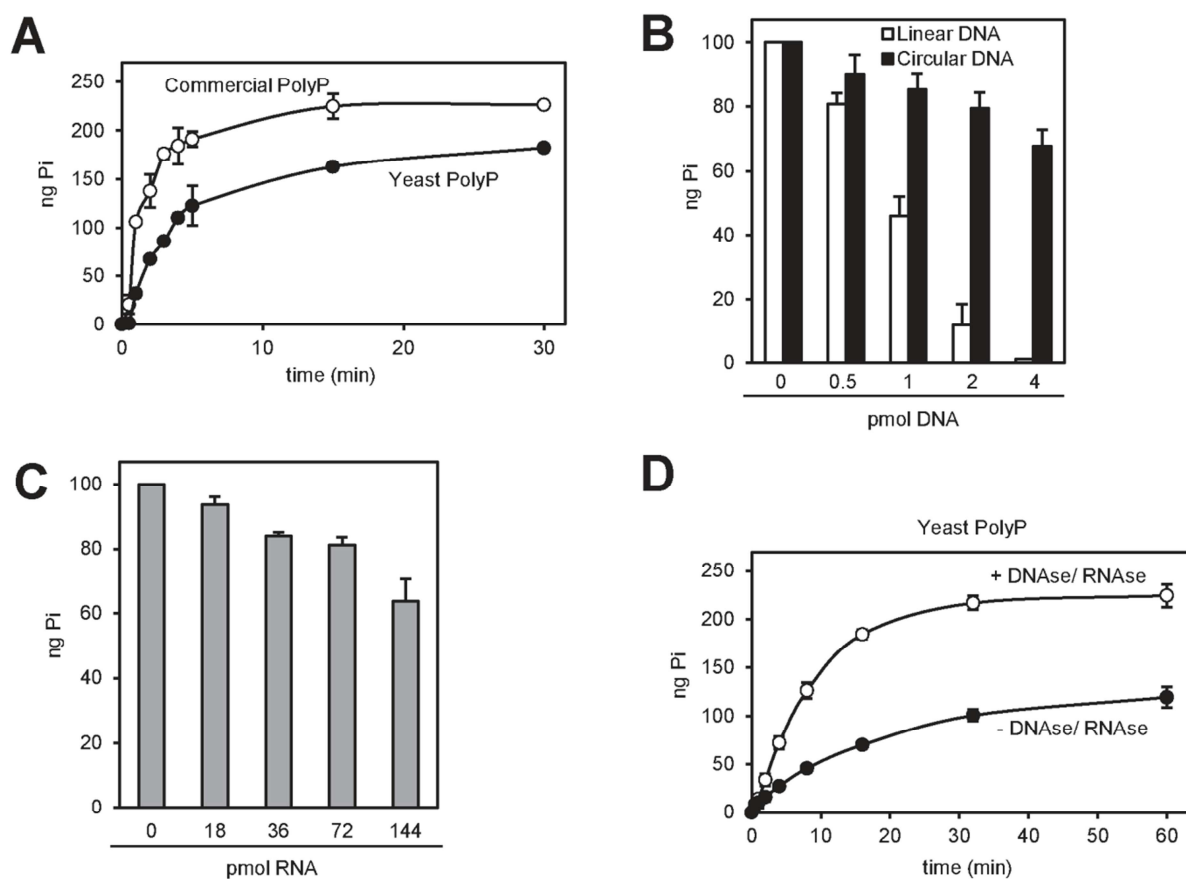 A
ng Pi
250
200
150
100
50
0
Commercial PolyP
Yeast PolyP
0
10
20
30
time (min)
B
ng Pi
100
80
60
40
20
0
Linear DNA
Circular DNA
0 0.5 1 2 4
pmol DNA
C
ng Pi
100
80
60
40
20
0
0 18 36 72 144
pmol RNA
D
Yeast PolyP
ng Pi
250
200
150
100
50
0
+ DNAse/ RNAse
- DNAse/ RNAse
0 10 20 30 40 50 60
time (min)